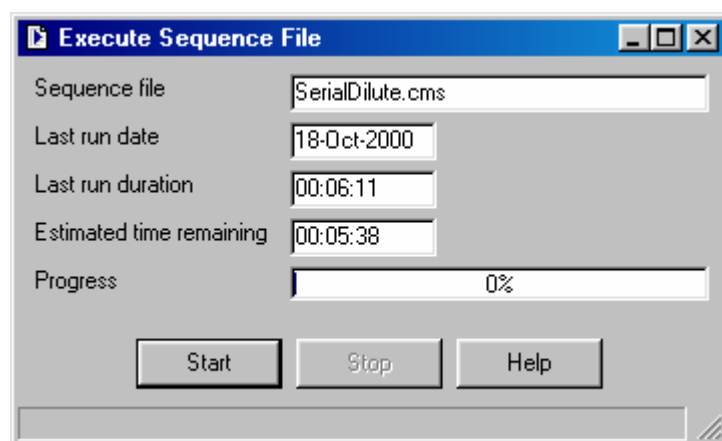 Execute Sequence File
Sequence file SerialDilute.cms
Last run date 18-Oct-2000
Last run duration 00:06:11
Estimated time remaining 00:05:38
Progress 0%
Start Stop Help